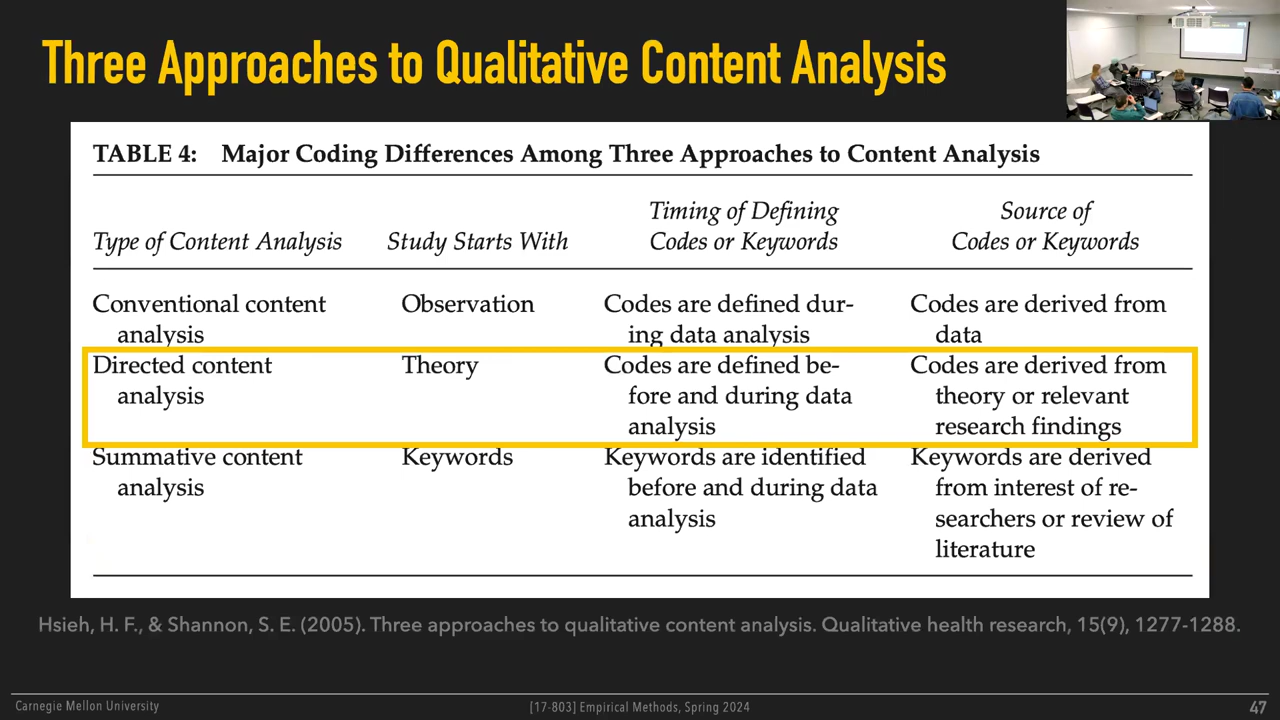 Three Approaches to Qualitative Content Analysis
TABLE 4: Major Coding Differences Among Three Approaches to Content Analysis
Timing of Defining Source of
Type of Content Analysis Study Starts With Codes or Keywords Codes or Keywords
Conventional content Observation Codes are defined dur- Codes are derived from
analysis ing data analysis data
Directed content Theory Codes are defined be- Codes are derived from
analysis fore and during data theory or relevant
analysis research findings
Summative content Keywords Keywords are identified Keywords are derived
analysis before and during data from interest of re-
analysis searchers or review of
literature
Hsieh, H. F., & Shannon, S. E. (2005). Three approaches to qualitative content analysis. Qualitative health research, 15(9), 1277-1288.
Carnegie Mellon University [17-803] Empirical Methods, Spring 2024 47